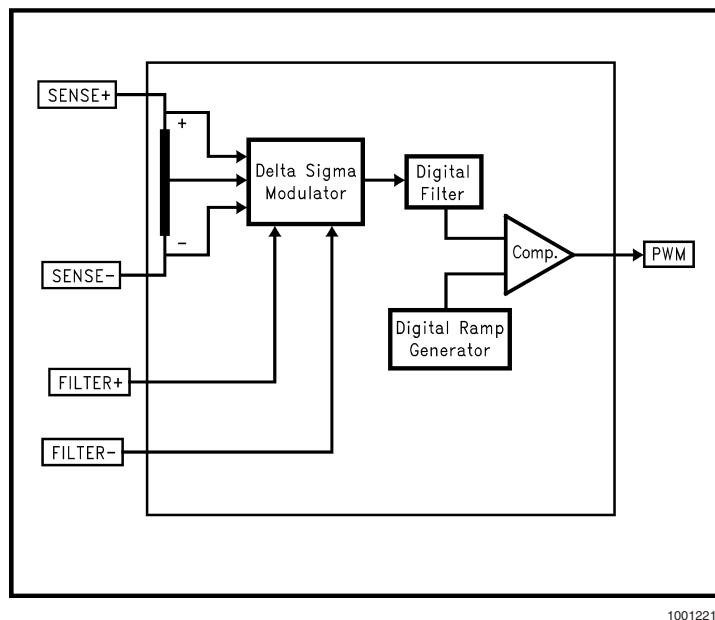 SENSE+
+
Delta Sigma
Modulator
Digital
Filter
-
Comp.
PWM
SENSE-
Digital Ramp
Generator
FILTER+
FILTER-
1001221